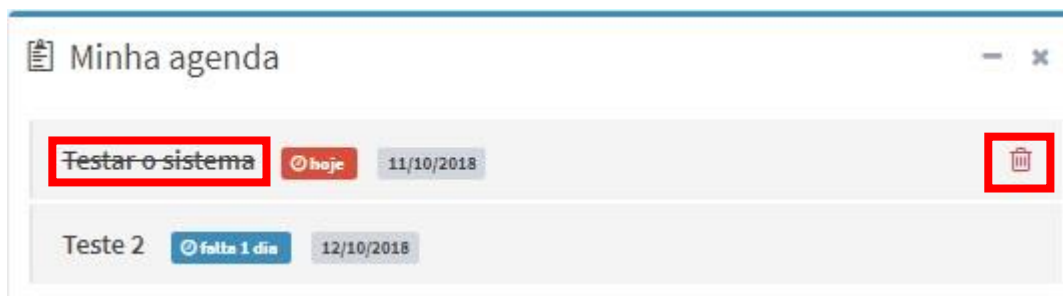 Minha agenda
Testar o sistema hoje 11/10/2018
Teste 2 falta 1 dia 12/10/2018